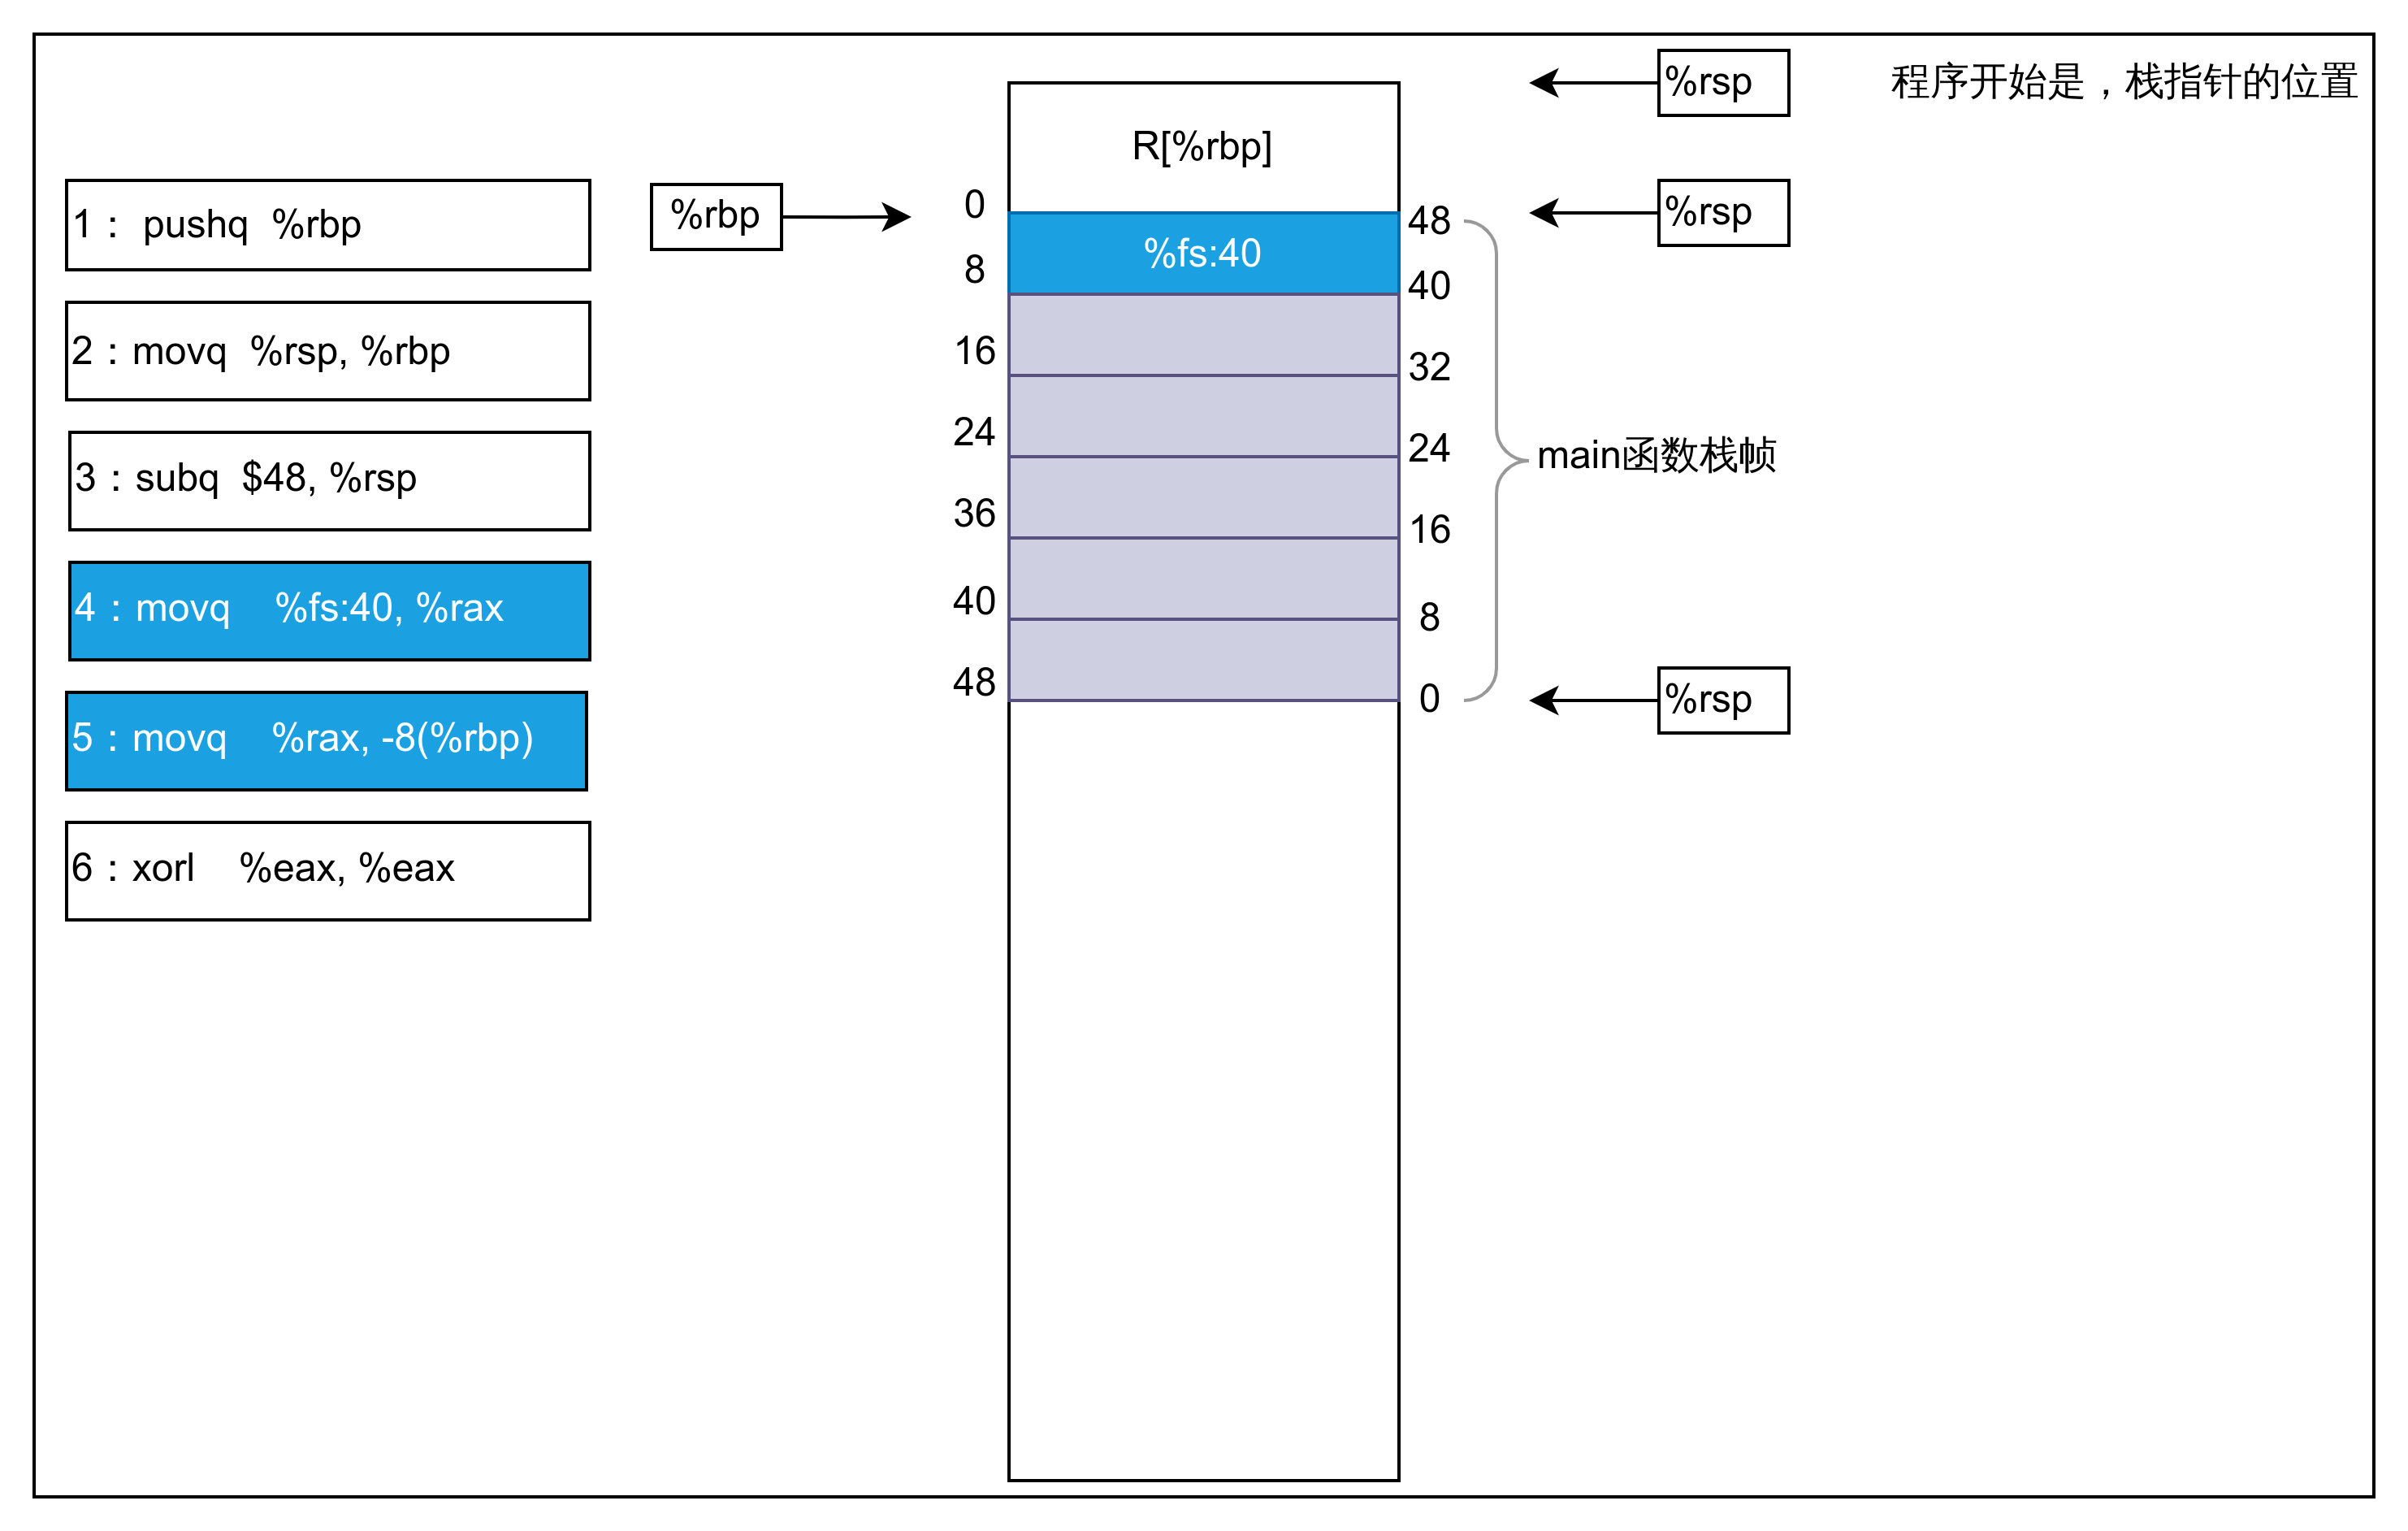 %rsp
程序开始是，栈指针的位置
R[%rbp]
1： pushq %rbp
%rbp
0
48
%rsp
%fs:40
8
40
2：movq %rsp, %rbp
16
32
3：subq $48, %rsp
24
24
main函数栈帧
36
16
4：movq %fs:40, %rax
40
8
5：movq %rax, -8(%rbp)
48
0
%rsp
6：xorl %eax, %eax